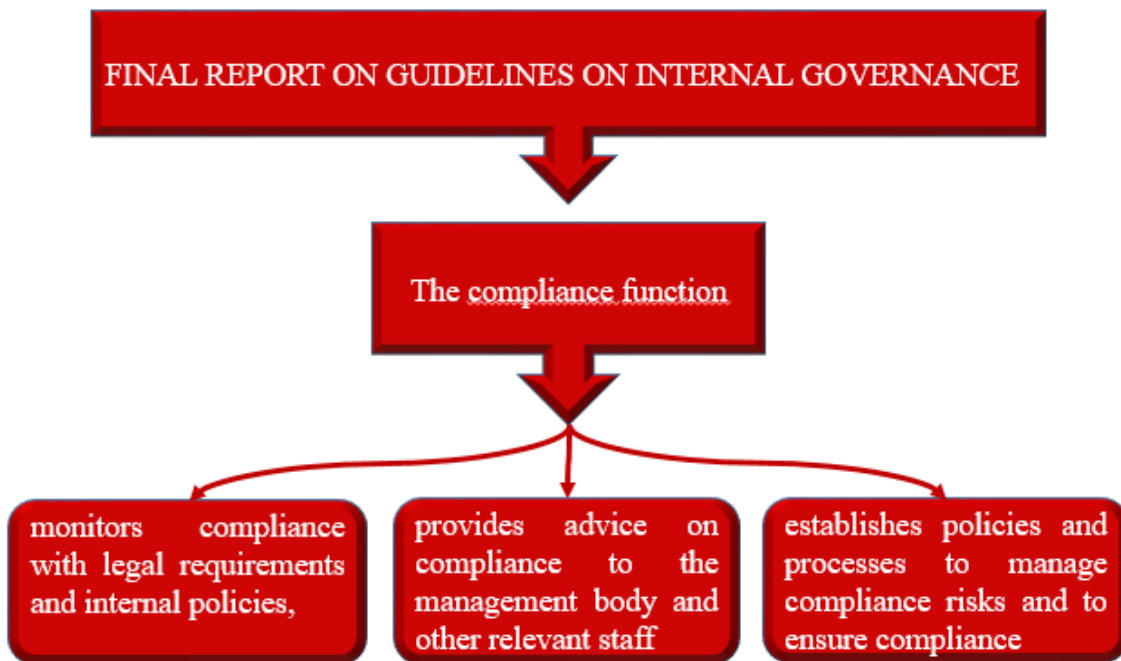 FINAL REPORT ON GUIDELINES ON INTERNAL GOVERNANCE
The compliance function
monitors compliance
with legal requirements
and internal policies,
provides advice on
compliance to the
management body and
other relevant staff
establishes policies and
processes to manage
compliance risks and to
ensure compliance